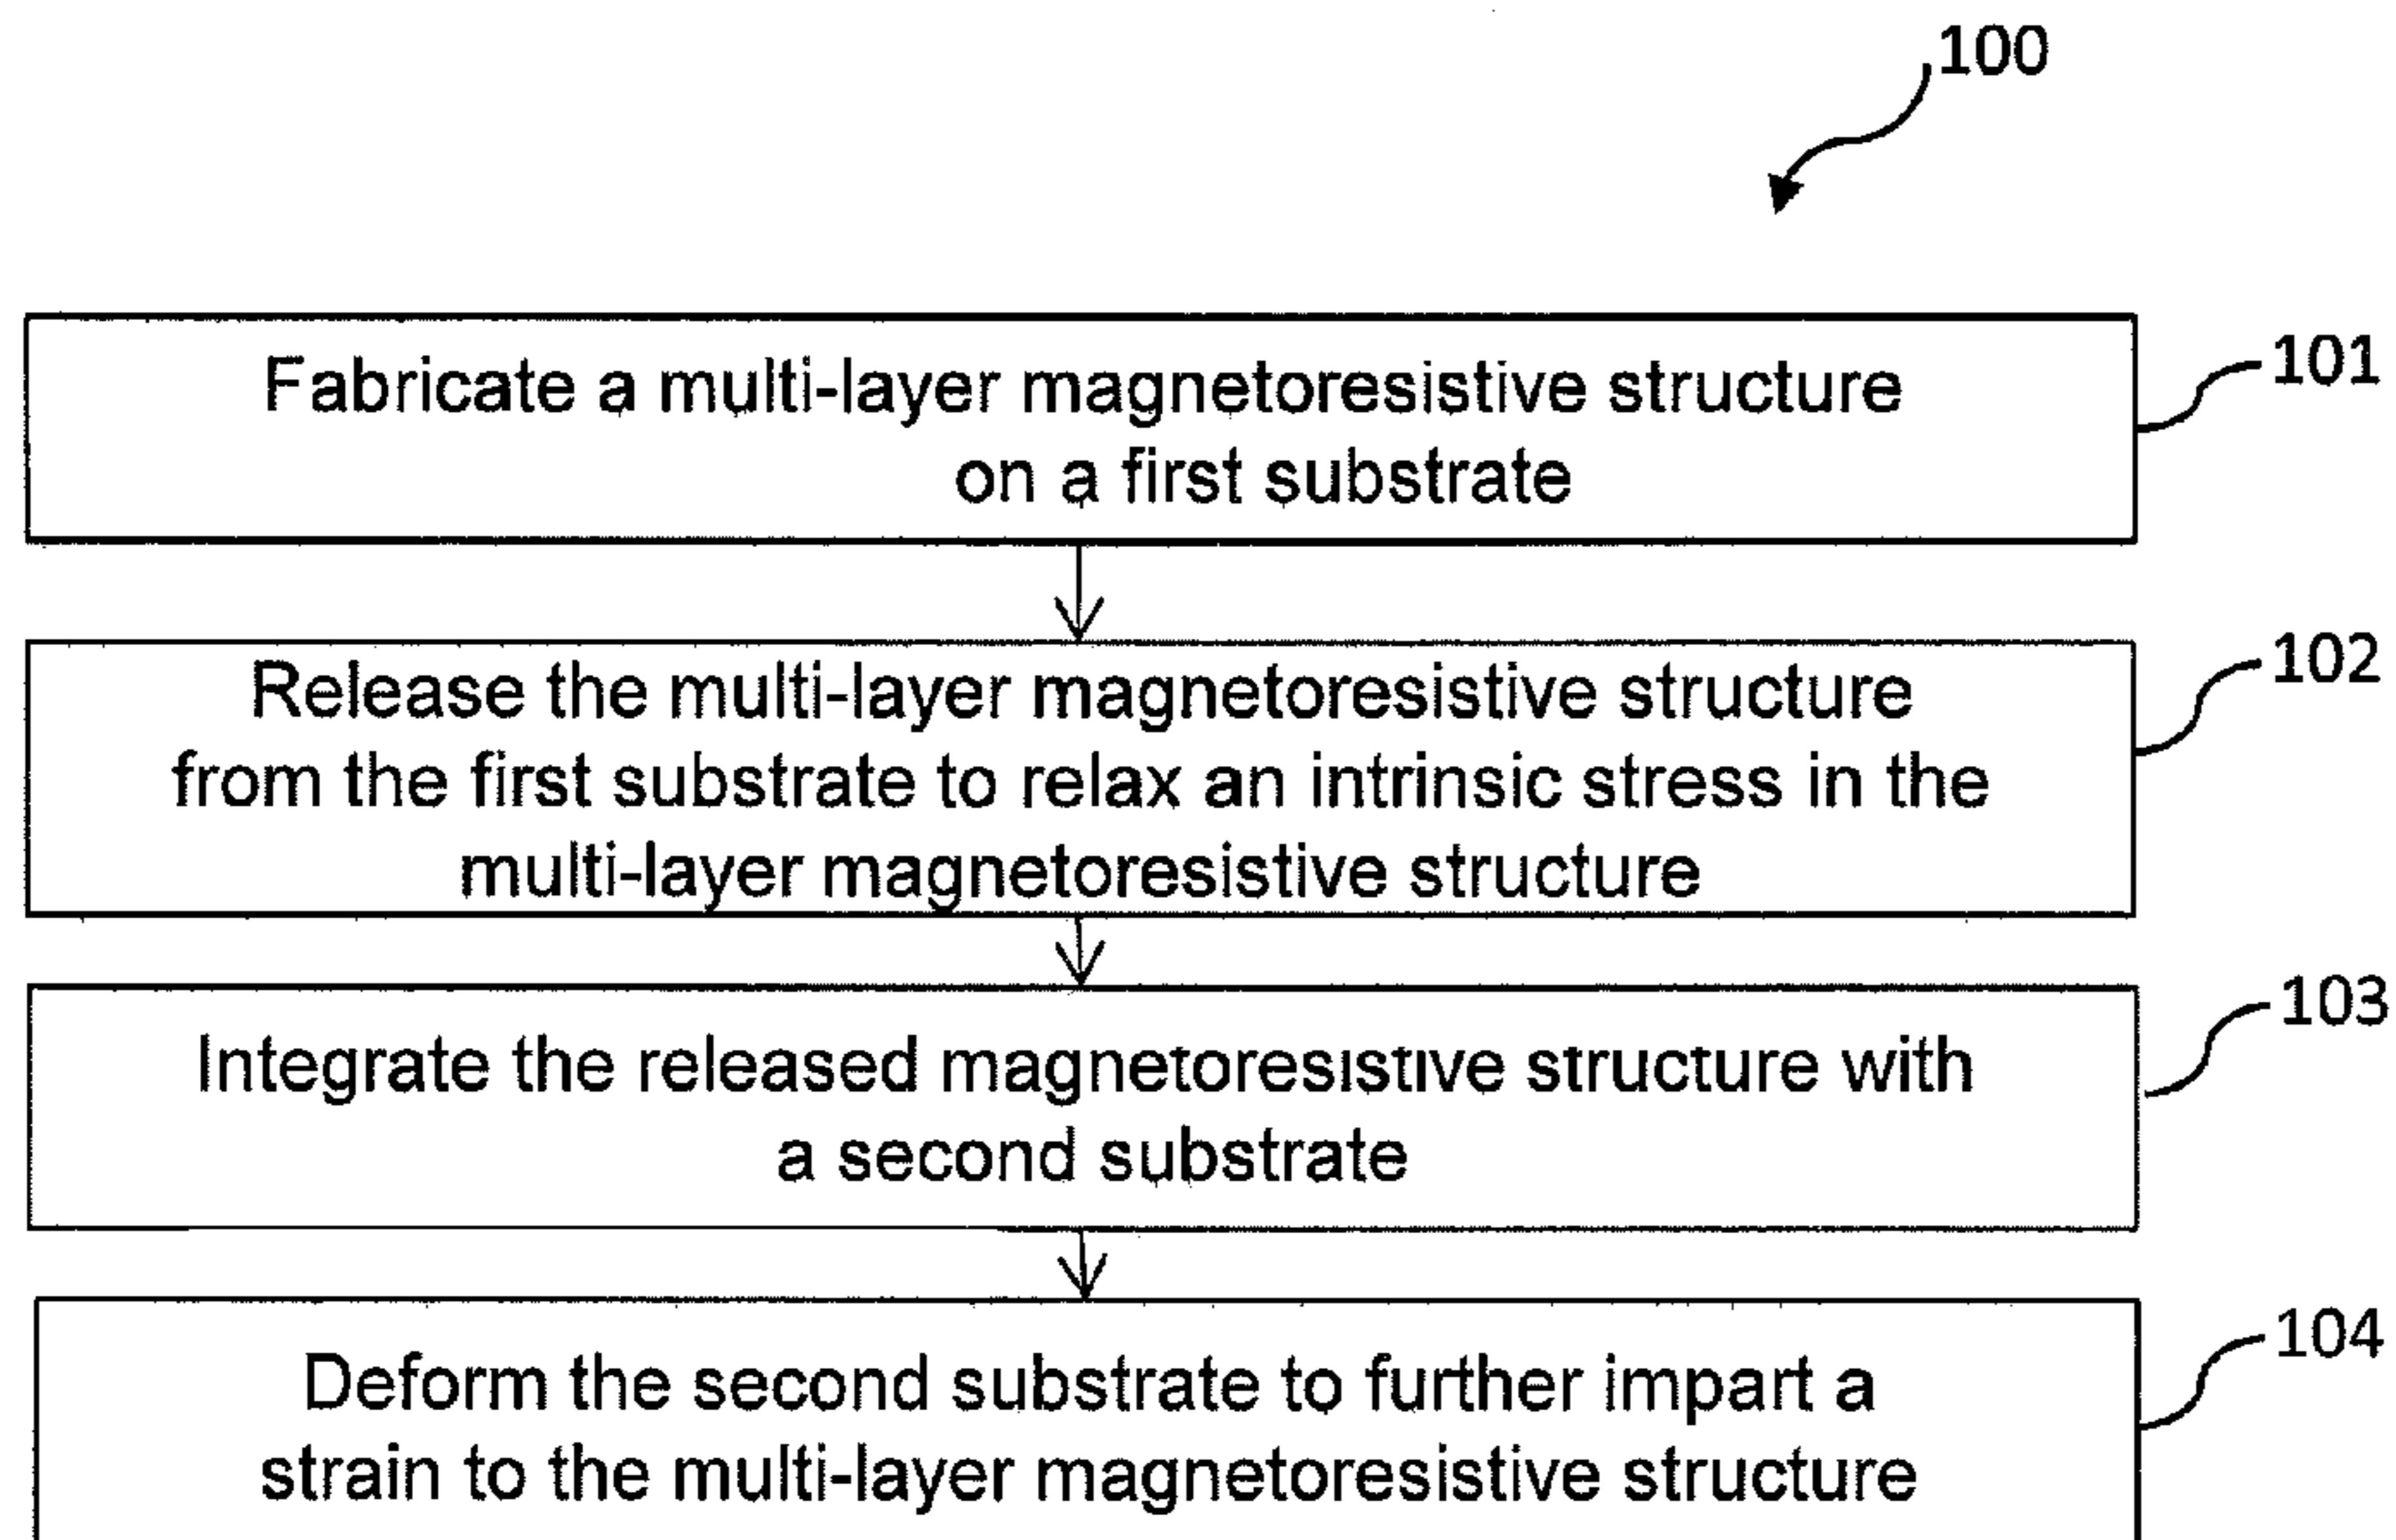 100
Fabricate a multi-layer magnetoresistive structure
on a first substrate
101
Release the multi-layer magnetoresistive structure
from the first substrate to relax an intrinsic stress in the
multi-layer magnetoresistive structure
102
Integrate the released magnetoresistive structure with
a second substrate
103
Deform the second substrate to further impart a
strain to the multi-layer magnetoresistive structure
104